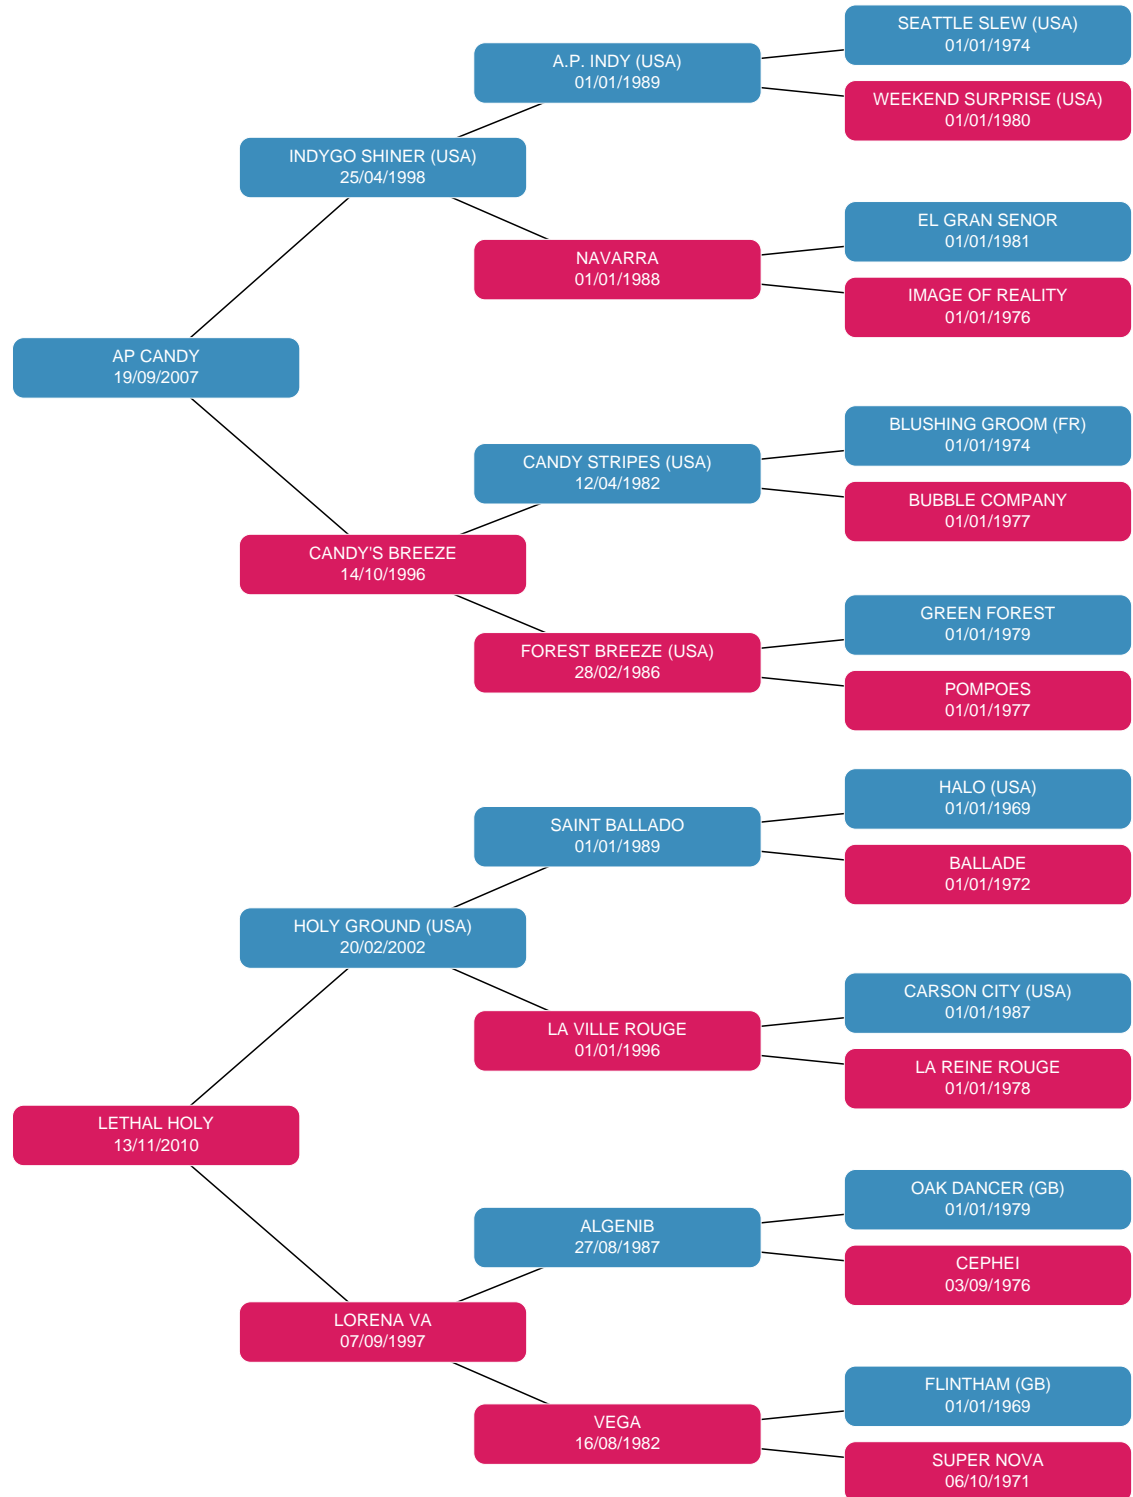 SEATTLE SLEW (USA)
01/01/1974
A.P. INDY (USA)
01/01/1989
WEEKEND SURPRISE (USA)
01/01/1980
INDYGO SHINER (USA)
25/04/1998
EL GRAN SENOR
01/01/1981
NAVARRA
01/01/1988
IMAGE OF REALITY
01/01/1976
AP CANDY
19/09/2007
BLUSHING GROOM (FR)
01/01/1974
CANDY STRIPES (USA)
12/04/1982
BUBBLE COMPANY
01/01/1977
CANDY'S BREEZE
14/10/1996
GREEN FOREST
01/01/1979
FOREST BREEZE (USA)
28/02/1986
POMPOES
01/01/1977
HALO (USA)
01/01/1969
SAINT BALLADO
01/01/1989
BALLADE
01/01/1972
HOLY GROUND (USA)
20/02/2002
CARSON CITY (USA)
01/01/1987
LA VILLE ROUGE
01/01/1996
LA REINE ROUGE
01/01/1978
LETHAL HOLY
13/11/2010
OAK DANCER (GB)
01/01/1979
ALGENIB
27/08/1987
CEPHEI
03/09/1976
LORENA VA
07/09/1997
FLINTHAM (GB)
01/01/1969
VEGA
16/08/1982
SUPER NOVA
06/10/1971